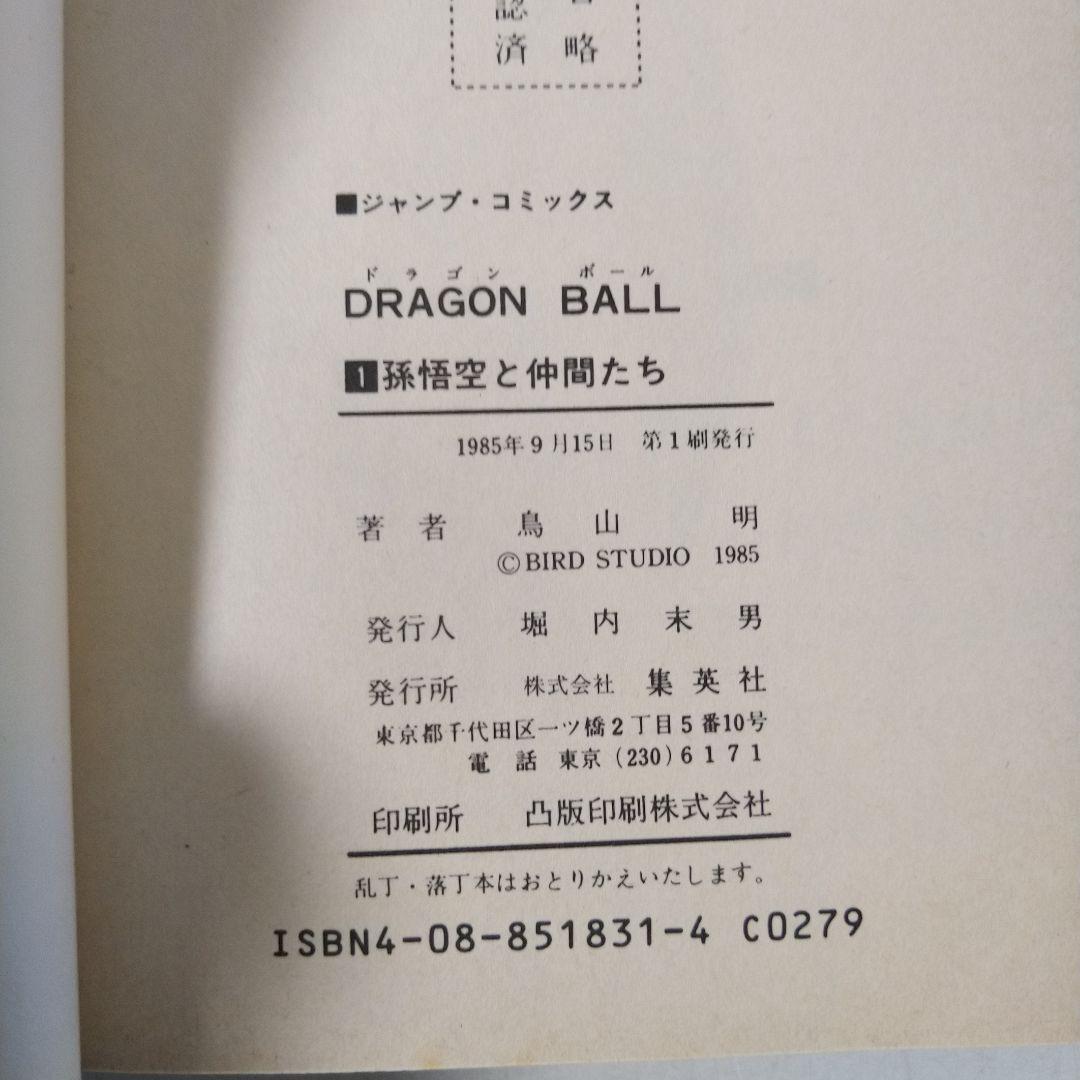 済 略
■ジャンプ・コミックス
ドラゴン ボール
DRAGON BALL
1 孫悟空と仲間たち
1985年9月15日 第1刷発行
著者 鳥山 明
©BIRD STUDIO 1985
発行人 堀内末男
発行所 株式会社 集英社
東京都千代田区一ツ橋2丁目5番10号
電話 東京(230)6171
印刷所 凸版印刷株式会社
乱丁・落丁本はおとりかえいたします。
ISBN4-08-851831-4 C0279